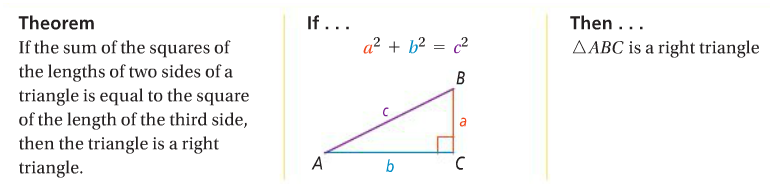 Theorem
If the sum of the squares of
the lengths of two sides of a
triangle is equal to the square
of the length of the third side,
then the triangle is a right
triangle.
If . . .
a² + b² = c²
B
c
a
A
b
C
Then . . .
△ABC is a right triangle